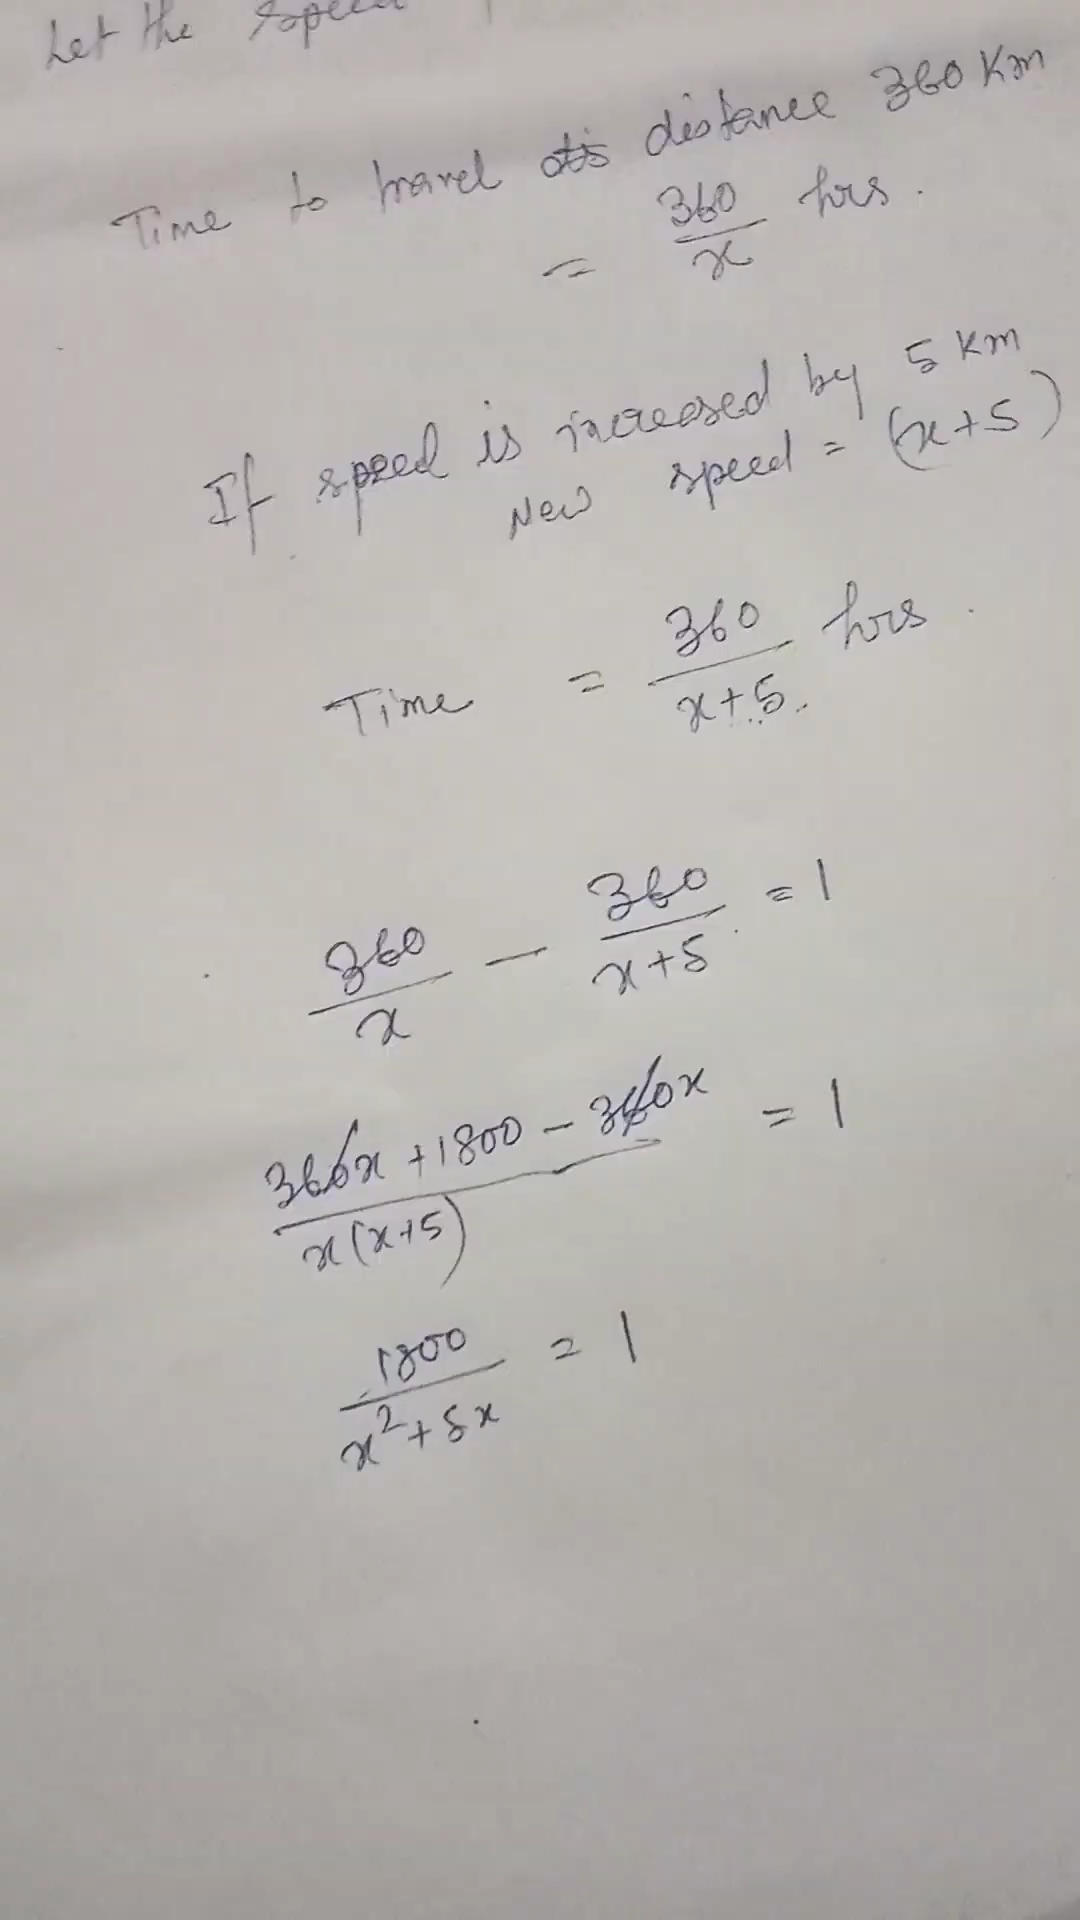 Let the speed
Time to travel distance 360 Km
= 360/x hrs.
If speed is increased by 5 Km
New speed = (x+5)
Time = 360/x+5 hrs.
360/x - 360/x+5 = 1
360x + 1800 - 360x / x(x+5) = 1
1800/x²+5x = 1